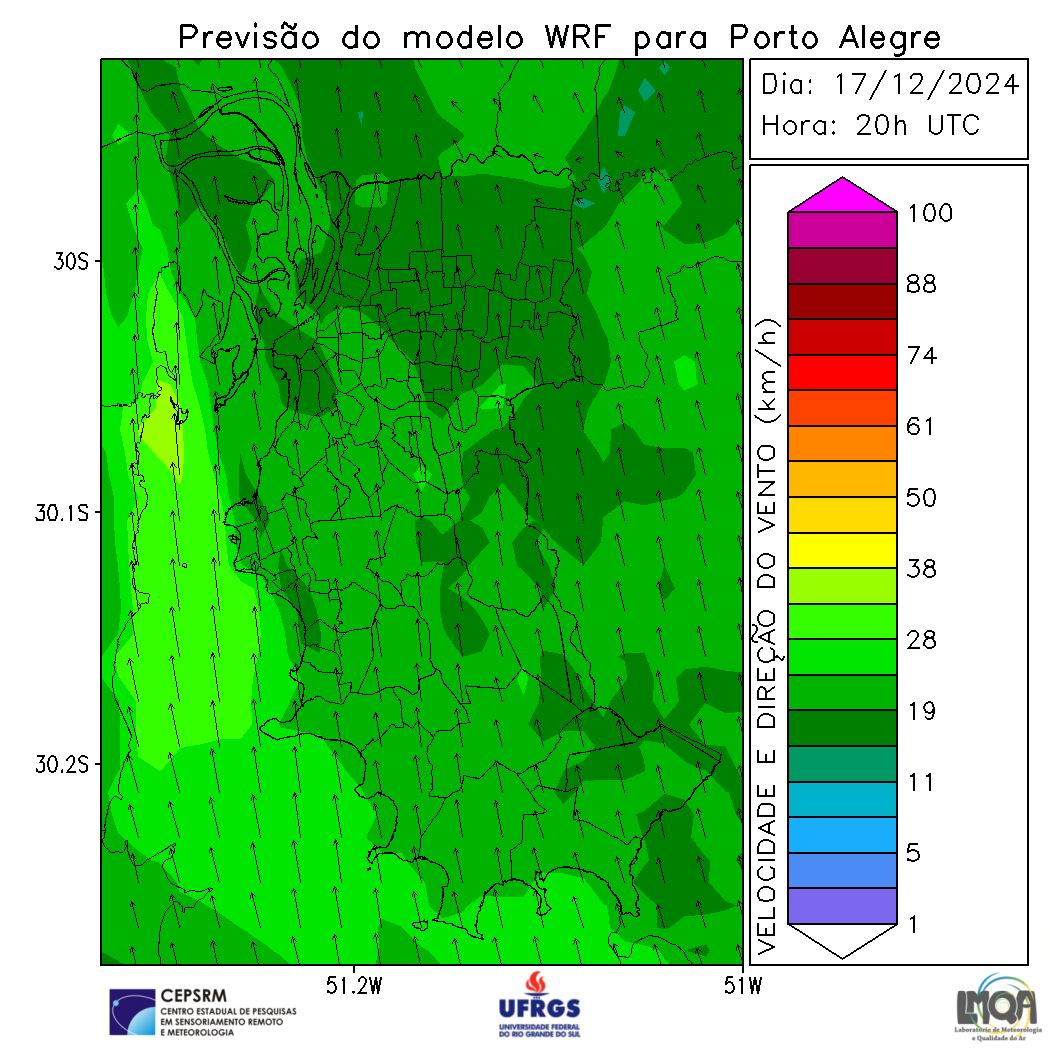 Previsão do modelo WRF para Porto Alegre
Dia: 17/12/2024
Hora: 20h UTC
30S
30.1S
30.2S
51.2W
51W
VELOCIDADE E DIREÇÃO DO VENTO (km/h)
100
88
74
61
50
38
28
19
11
5
1
CEPSRM
CENTRO ESTADUAL DE PESQUISAS
EM SENSORIAMENTO REMOTO
E METEOROLOGIA
UFRGS
UNIVERSIDADE FEDERAL
DO RIO GRANDE DO SUL
LMQA
Laboratório de Meteorologia
e Qualidade do Ar